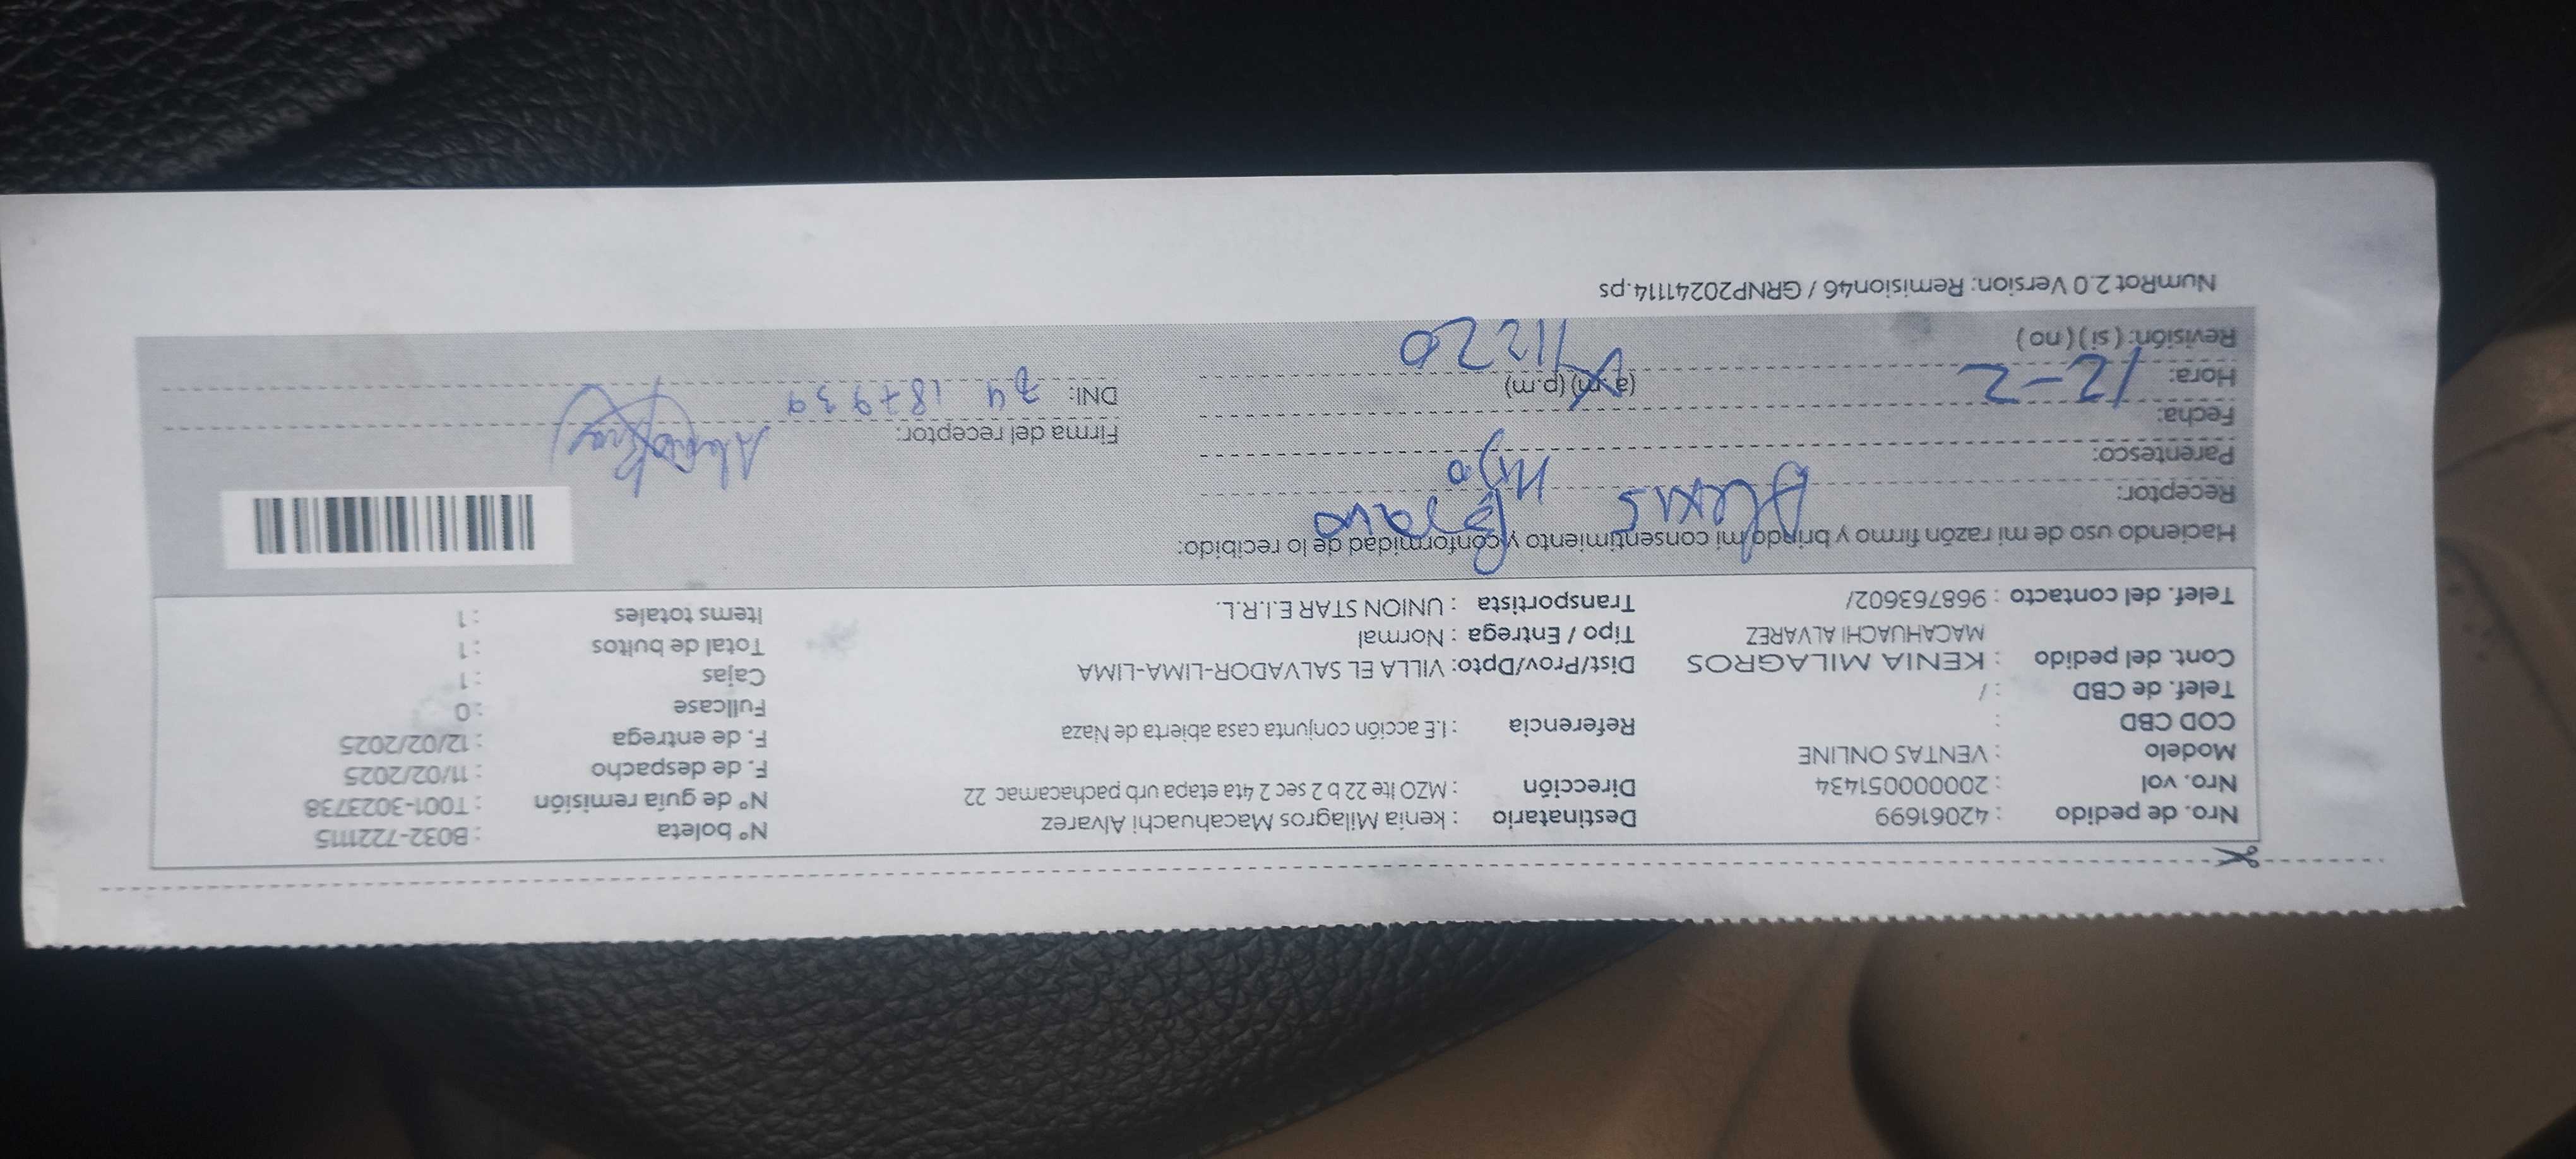 Nro. de pedido : 42061699 Destinatario : kenia Milagros Macahuachi Alvarez N° boleta : B032-7221115
Nro. vol : 20000005​1434 Dirección : MZO lte 22 b 2 sec 2 4ta etapa urb pachacamac 22 N° de guía remisión : T001-3023738
Modelo : VENTAS ONLINE F. de despacho : 11/02/2025
COD CBD : Referencia : I.E acción conjunta casa abierta de Naza F. de entrega : 12/02/2025
Telef. de CBD : / Fullcase : 0
Cont. del pedido : KENIA MILAGROS Dist/Prov/Dpto: VILLA EL SALVADOR-LIMA-LIMA Cajas : 1
MACAHUACHI ALVAREZ Tipo / Entrega : Normal Total de bultos : 1
Telef. del contacto : 968763602/ Transportista : UNION STAR E.I.R.L. Items totales : 1
Haciendo uso de mi razón firmo y brindo mi consentimiento y conformidad de lo recibido:
Receptor: Alexis Bravo
Parentesco: Hijo
Fecha: 12-2 Firma del receptor:
Hora: (a.m) (p.m) 1220 DNI: 74 187939
Revisión: ( si ) ( no )
NumRot 2.0 Version: Remision46 / GRNP20241114.ps